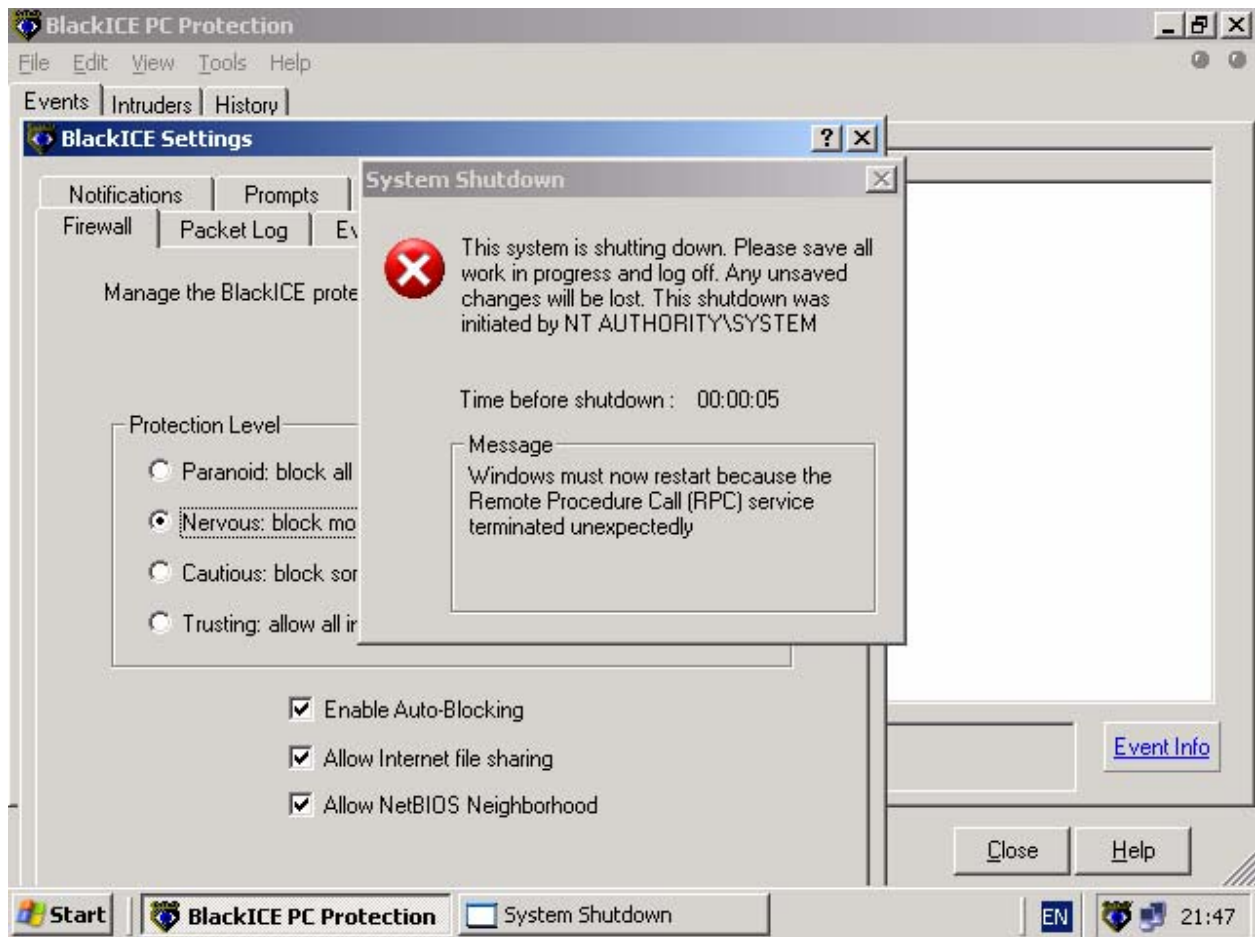 BlackICE PC Protection
File Edit View Tools Help
Events Intruders History
BlackICE Settings
Notifications Prompts
Firewall Packet Log Ev
Manage the BlackICE prote
Protection Level
Paranoid: block all
Nervous: block mo
Cautious: block sor
Trusting: allow all ir
Enable Auto-Blocking
Allow Internet file sharing
Allow NetBIOS Neighborhood
System Shutdown
This system is shutting down. Please save all
work in progress and log off. Any unsaved
changes will be lost. This shutdown was
initiated by NT AUTHORITY\SYSTEM
Time before shutdown : 00:00:05
Message
Windows must now restart because the
Remote Procedure Call (RPC) service
terminated unexpectedly
Event Info
Close Help
Start BlackICE PC Protection System Shutdown EN 21:47